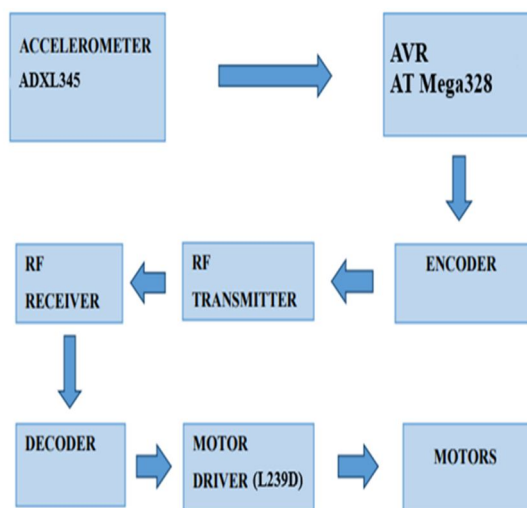 ACCELEROMETER
ADXL345
AVR
AT Mega328
ENCODER
RF
TRANSMITTER
RF
RECEIVER
DECODER
MOTOR
DRIVER (L239D)
MOTORS